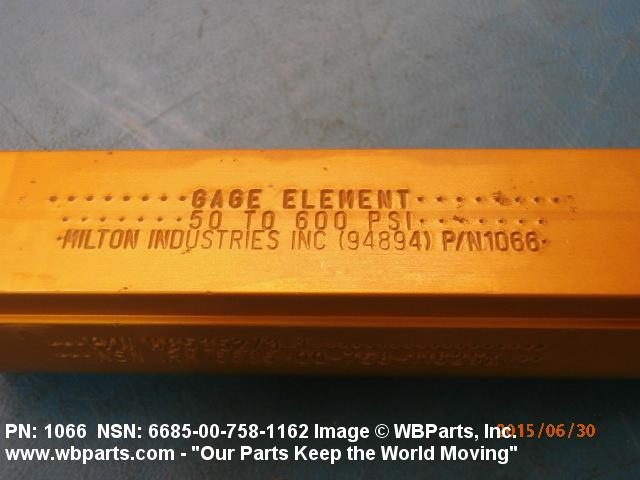 GAGE ELEMENT
50 TO 600 PSI
MILTON INDUSTRIES INC (94894) P/N1066
PN: 1066 NSN: 6685-00-758-1162 Image © WBParts, Inc.
2015/06/30
www.wbparts.com - "Our Parts Keep the World Moving"